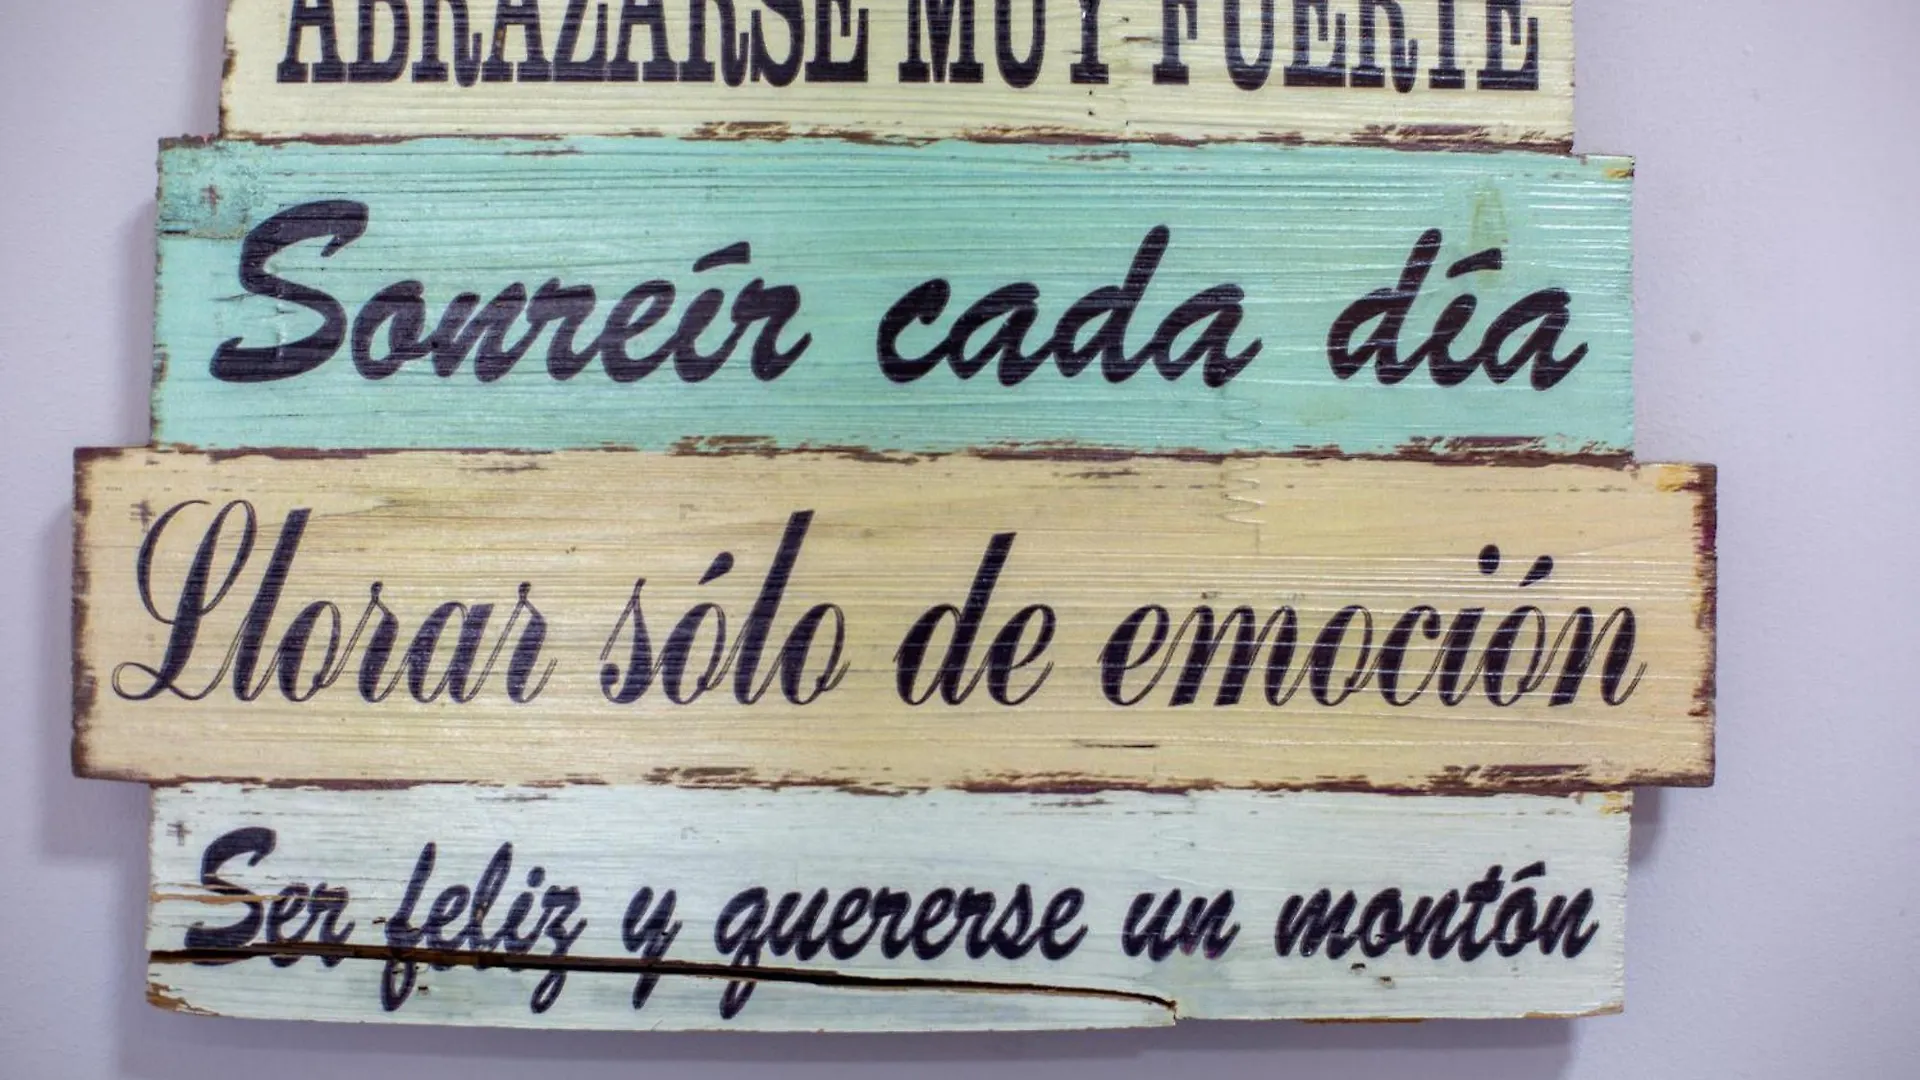 ABRAZARSE MUY FUERTE
Sonreír cada día
Llorar sólo de emoción
Ser feliz y quererse un montón